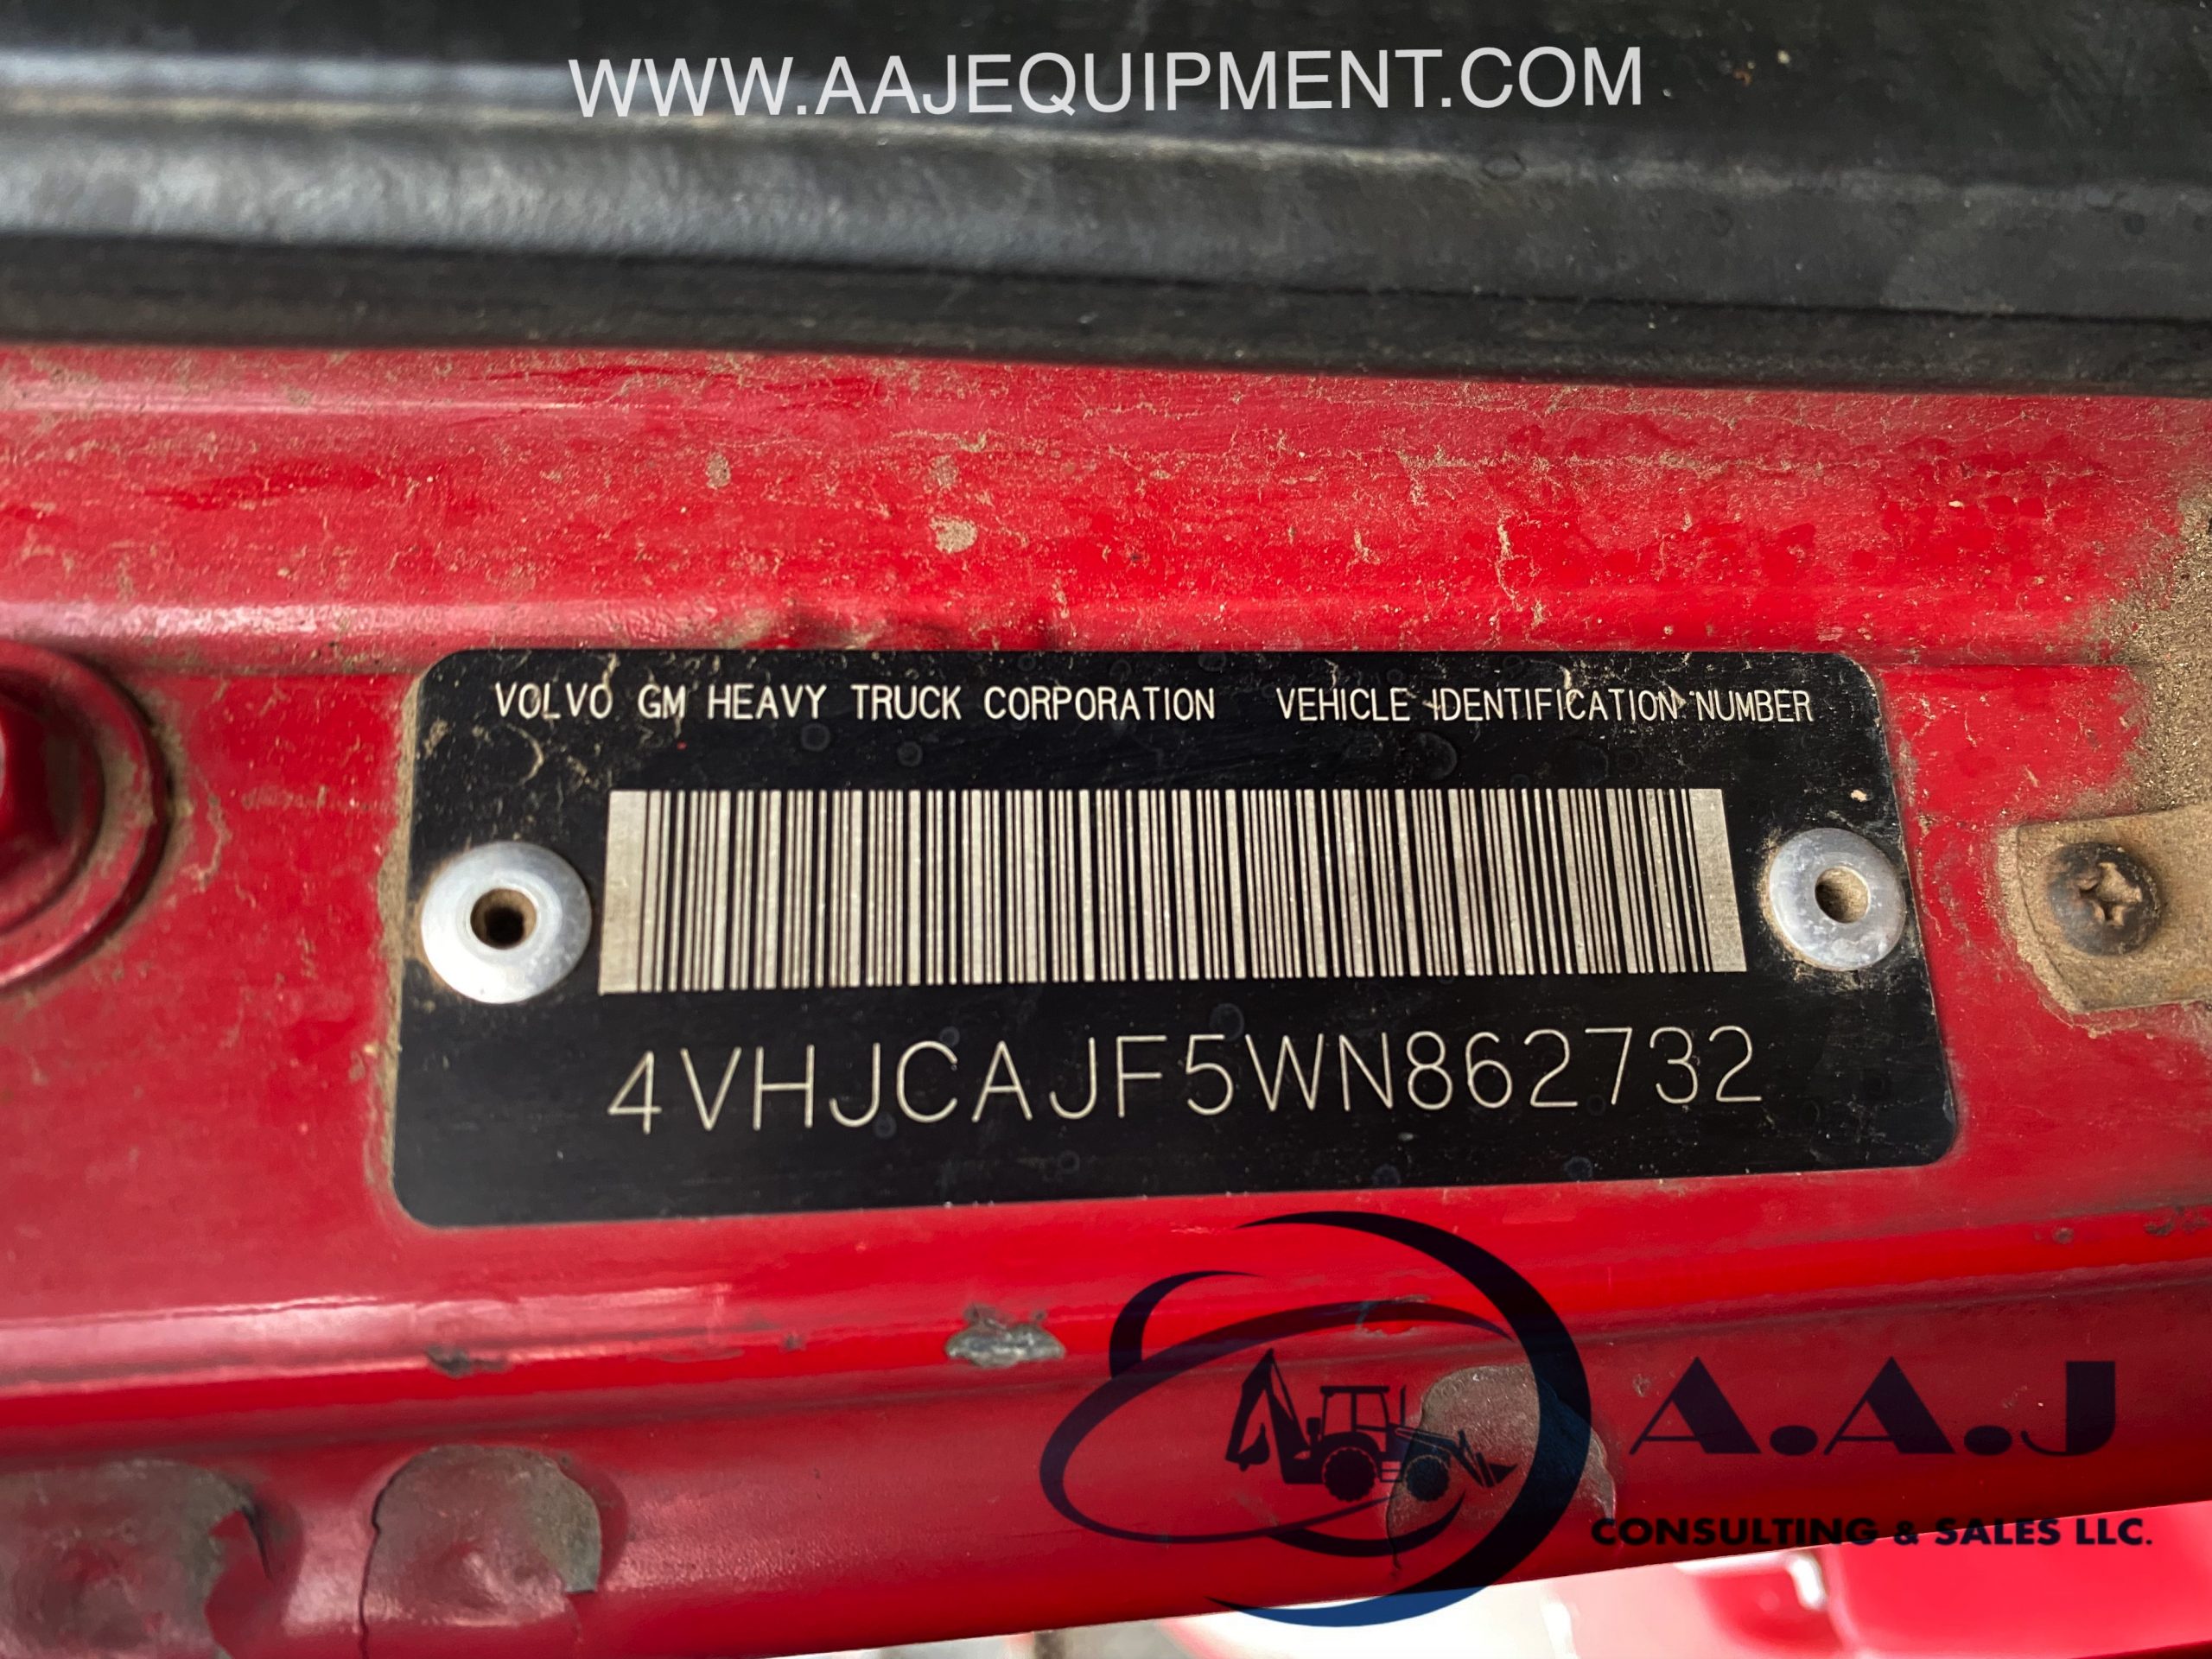 WWW.AAJEQUIPMENT.COM
VOLVO GM HEAVY TRUCK CORPORATION VEHICLE IDENTIFICATION NUMBER
4VHJCAJF5WN862732
A.A.J
CONSULTING & SALES LLC.